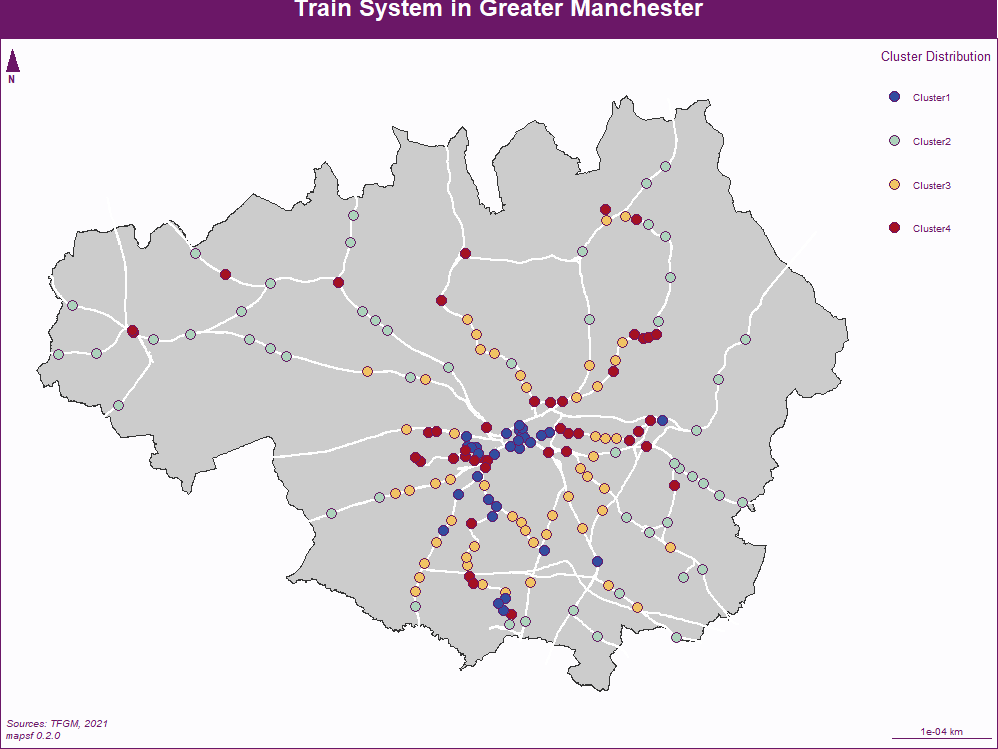 Train System in Greater Manchester
N
Cluster Distribution
Cluster1
Cluster2
Cluster3
Cluster4
Sources: TFGM, 2021
mapsf 0.2.0
1e-04 km